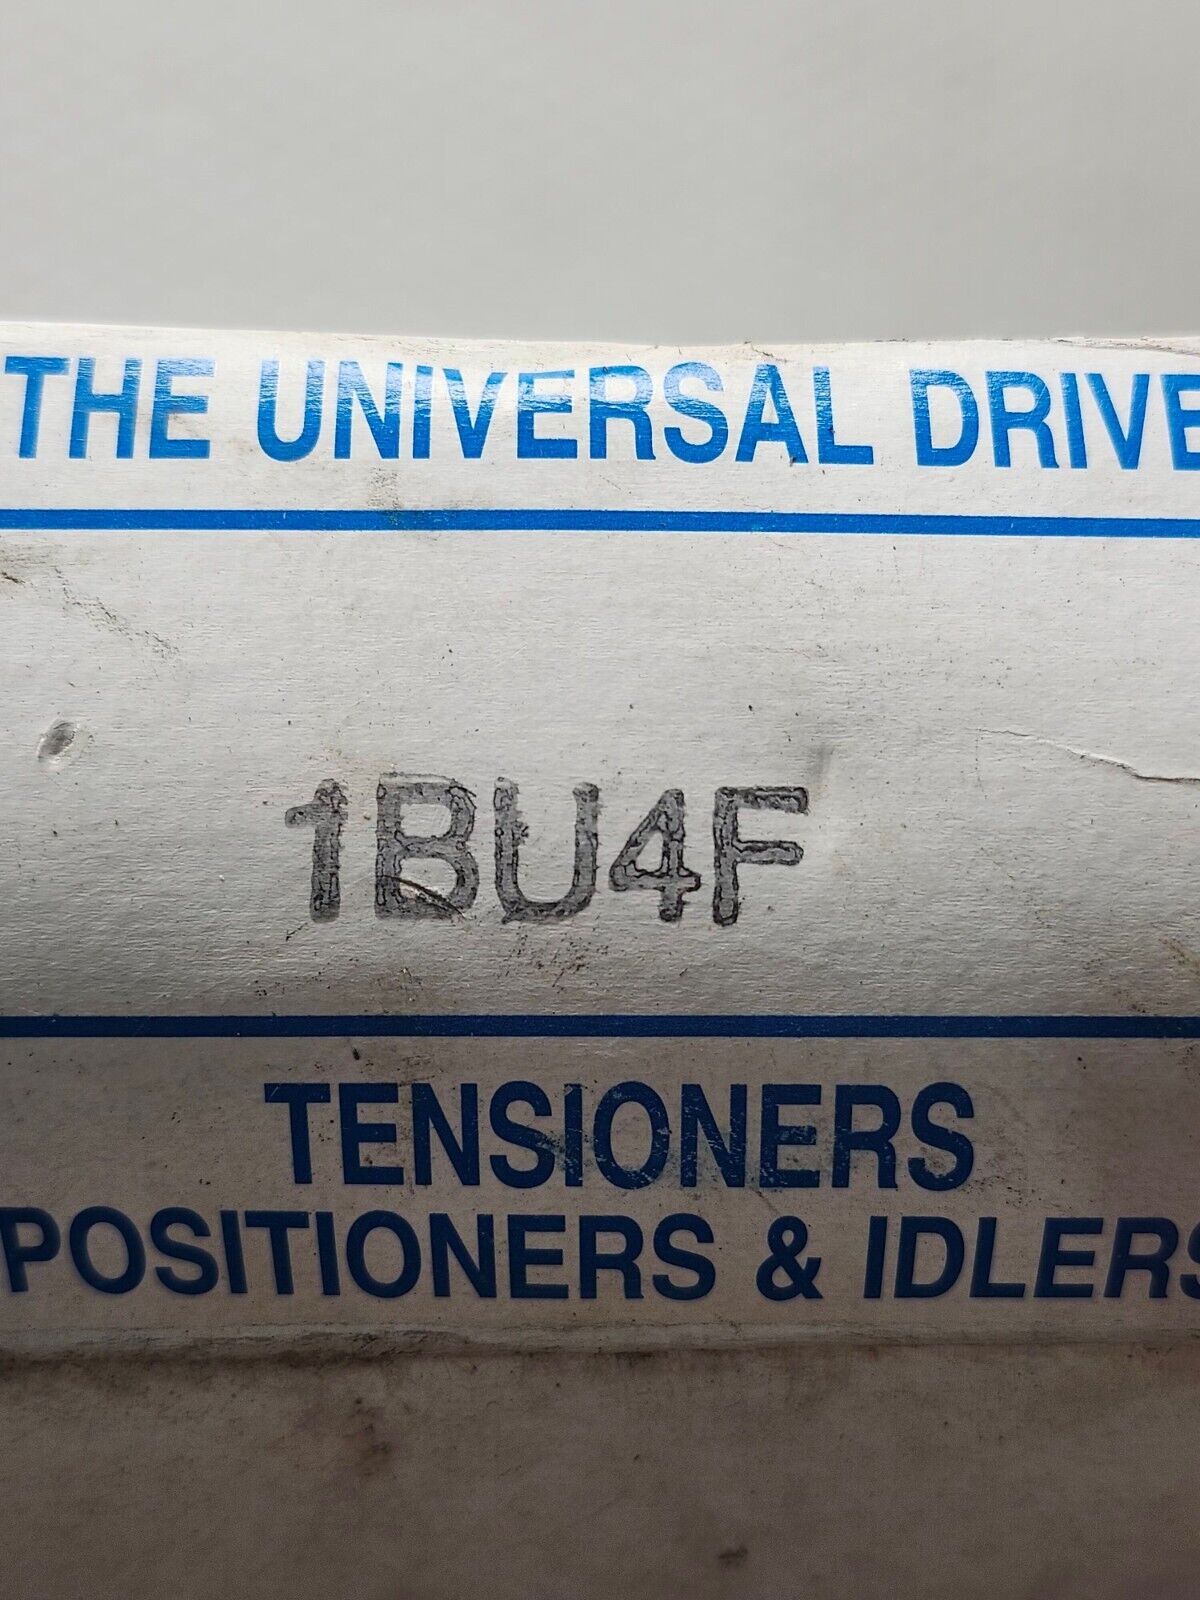 THE UNIVERSAL DRIVE
1BU4F
TENSIONERS
POSITIONERS & IDLERS